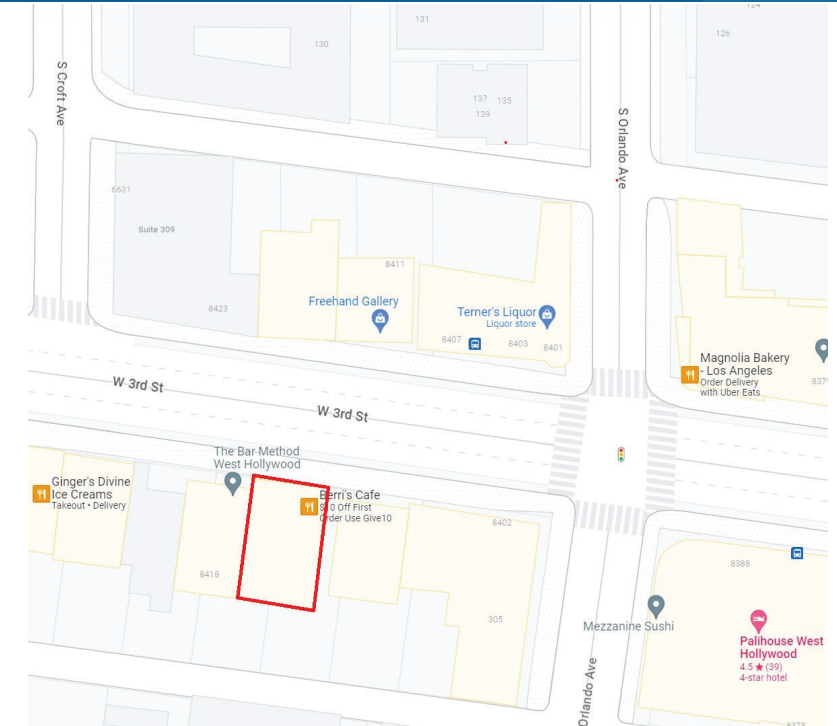 131
126
130
S Croft Ave
137 135
139
S Orlando Ave
6631
Suite 309
8411
Freehand Gallery
8423
Terner's Liquor
Liquor store
8407
8403
8401
Magnolia Bakery
- Los Angeles
Order Delivery
with Uber Eats
W 3rd St
W 3rd St
The Bar Method
West Hollywood
Ginger's Divine
Ice Creams
Takeout • Delivery
Berri's Cafe
Off First
Order Use Give10
8402
8418
305
8388
Mezzanine Sushi
Palihouse West
Hollywood
4.5 ★ (39)
4-star hotel
Orlando Ave